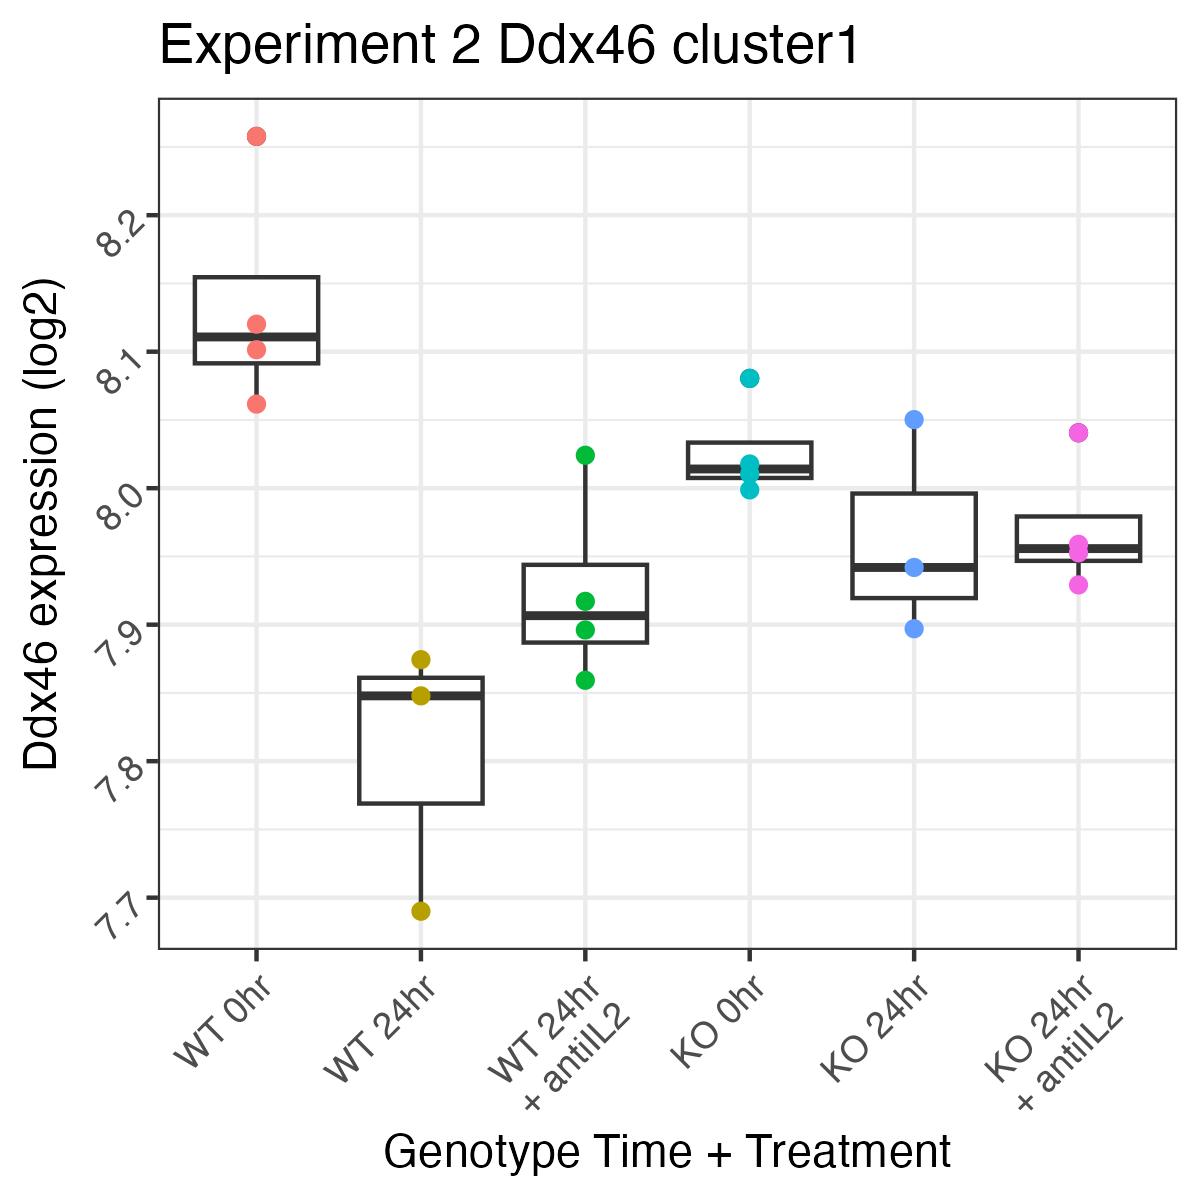 Experiment 2 Ddx46 cluster1
Ddx46 expression (log2)
8.2
8.1
8.0
7.9
7.8
7.7
WT 0hr
WT 24hr
WT 24hr
+ antiIL2
KO 0hr
KO 24hr
KO 24hr
+ antiIL2
Genotype Time + Treatment